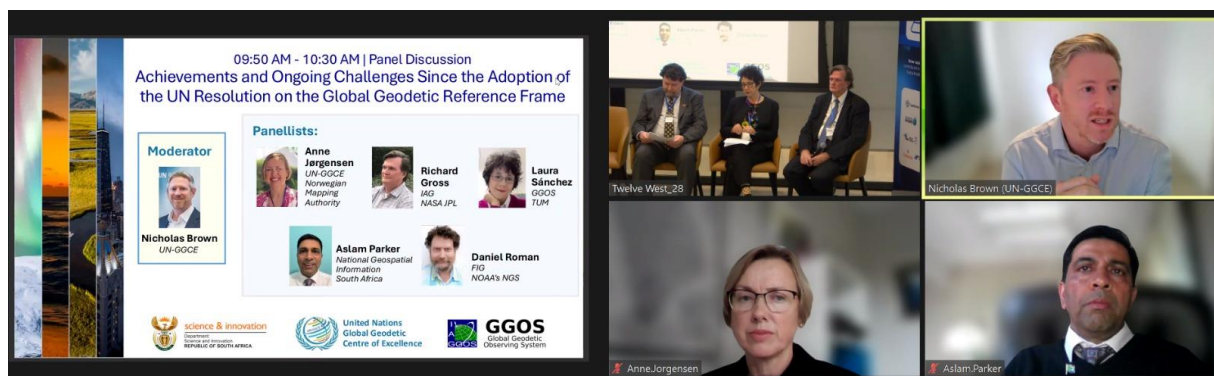 09:50 AM - 10:30 AM | Panel Discussion
Achievements and Ongoing Challenges Since the Adoption of
the UN Resolution on the Global Geodetic Reference Frame
Moderator
Nicholas Brown
UN-GGCE
Panellists:
Anne
Jørgensen
UN-GGCE
Norwegian
Mapping
Authority
Richard
Gross
IAG
NASA JPL
Laura
Sánchez
GGOS
TUM
Aslam Parker
National Geospatial
Information
South Africa
Daniel Roman
FIG
NOAA's NGS
science & innovation
Department:
Science and Innovation
REPUBLIC OF SOUTH AFRICA
United Nations
Global Geodetic
Centre of Excellence
IAG
GGOS
GGOS
Global Geodetic
Observing System
GGOS
Twelve West_28
Nicholas Brown (UN-GGCE)
AnneJorgensen
Aslam.Parker